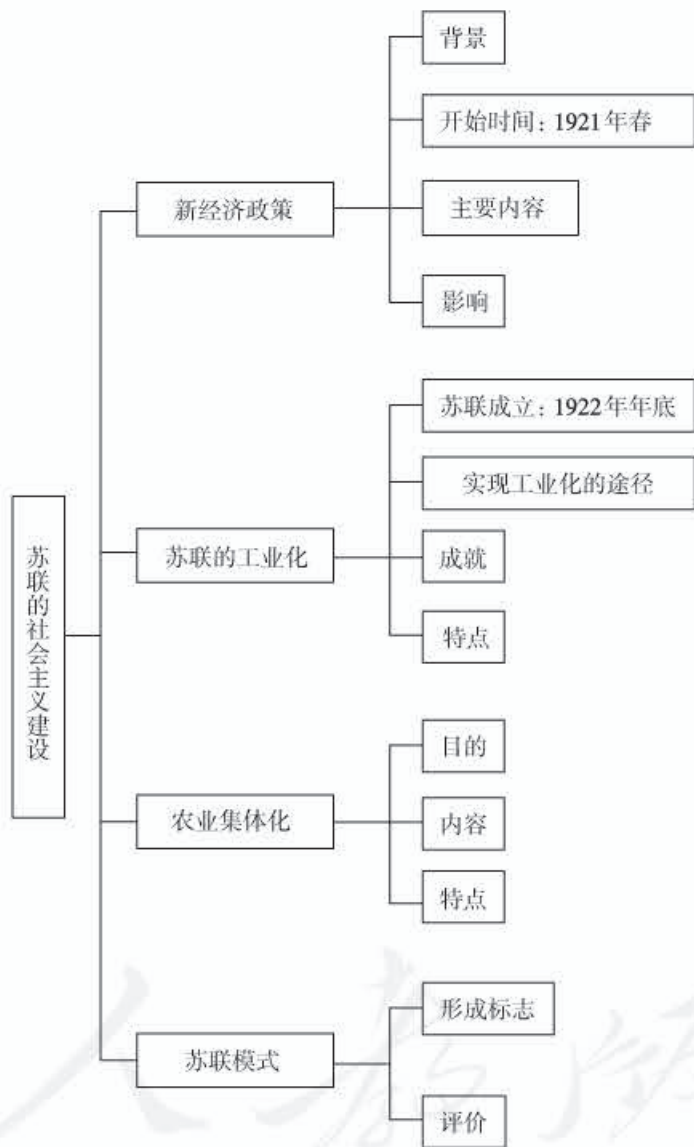 苏联的社会主义建设
新经济政策
背景
开始时间：1921年春
主要内容
影响
苏联的工业化
苏联成立：1922年年底
实现工业化的途径
成就
特点
农业集体化
目的
内容
特点
苏联模式
形成标志
评价
人教版